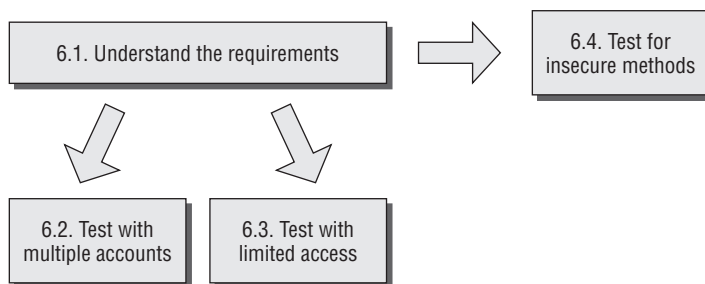 6.1. Understand the requirements
6.4. Test for
insecure methods
6.2. Test with
multiple accounts
6.3. Test with
limited access